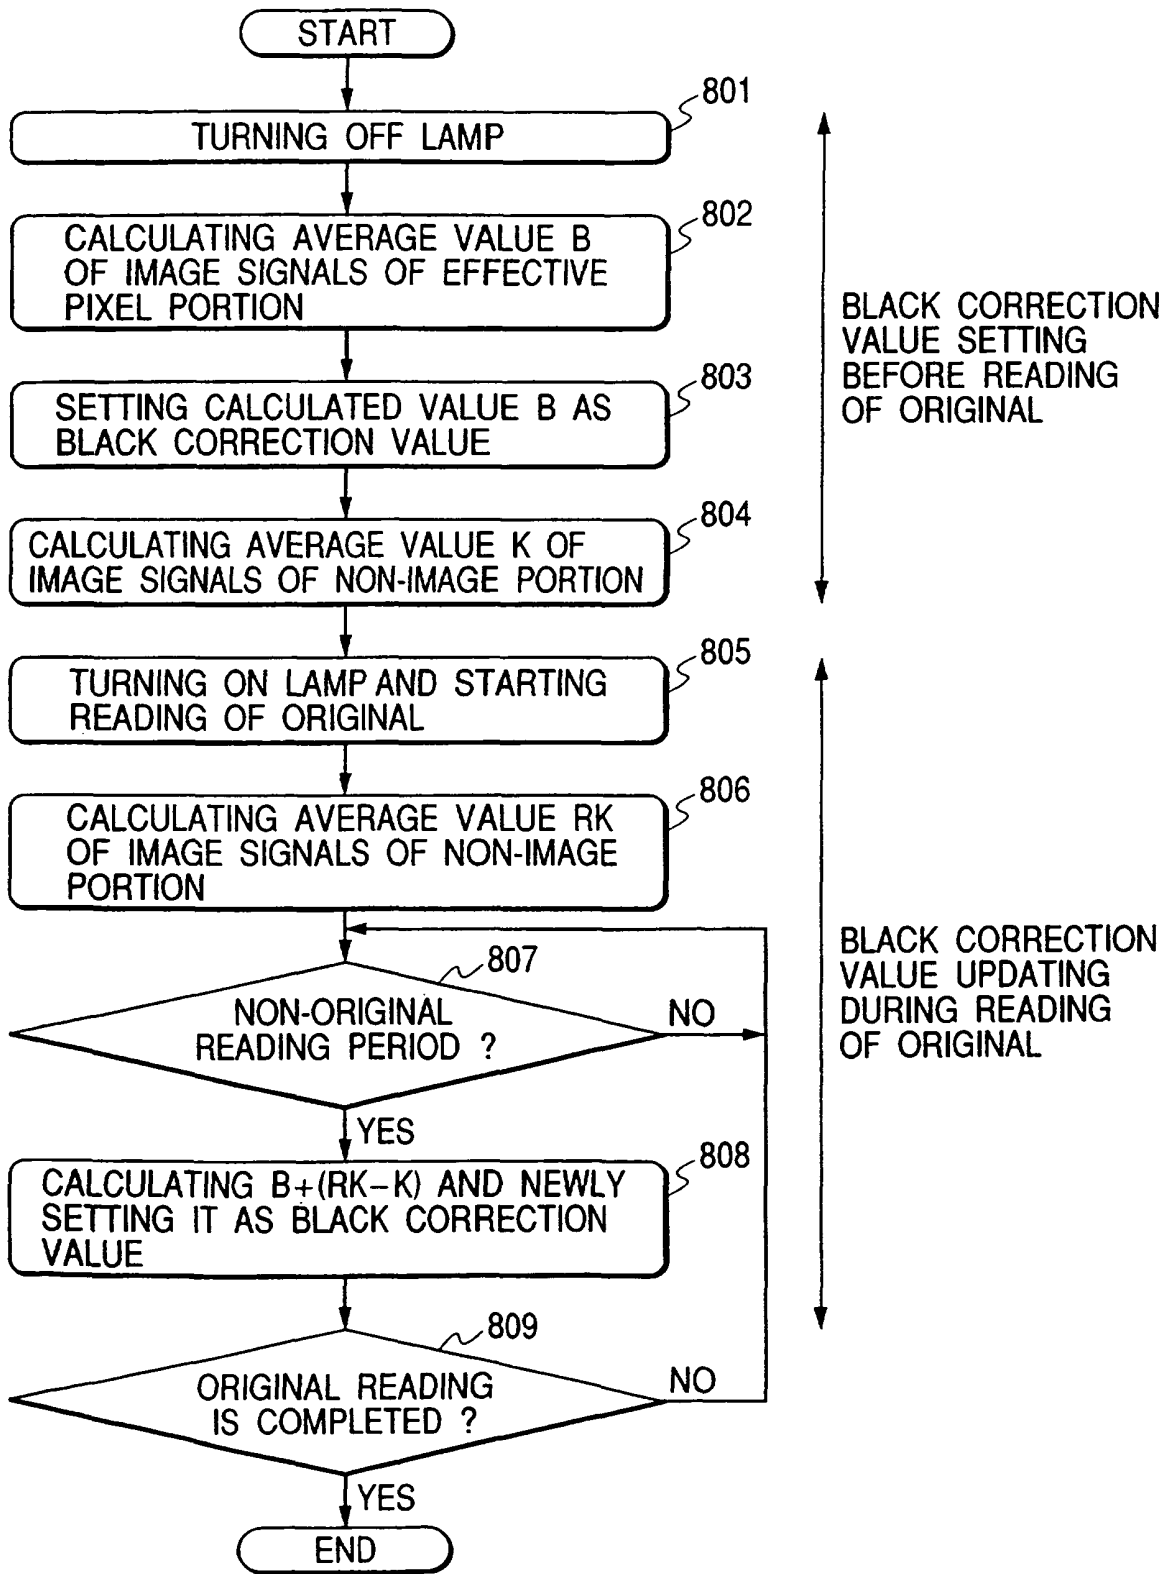 START
801
TURNING OFF LAMP
802
CALCULATING AVERAGE VALUE B
OF IMAGE SIGNALS OF EFFECTIVE
PIXEL PORTION
803
SETTING CALCULATED VALUE B AS
BLACK CORRECTION VALUE
804
CALCULATING AVERAGE VALUE K OF
IMAGE SIGNALS OF NON-IMAGE PORTION
BLACK CORRECTION
VALUE SETTING
BEFORE READING
OF ORIGINAL
805
TURNING ON LAMP AND STARTING
READING OF ORIGINAL
806
CALCULATING AVERAGE VALUE RK
OF IMAGE SIGNALS OF NON-IMAGE
PORTION
807
NON-ORIGINAL
READING PERIOD ?
NO
YES
808
CALCULATING B+(RK-K) AND NEWLY
SETTING IT AS BLACK CORRECTION
VALUE
BLACK CORRECTION
VALUE UPDATING
DURING READING
OF ORIGINAL
809
ORIGINAL READING
IS COMPLETED ?
NO
YES
END